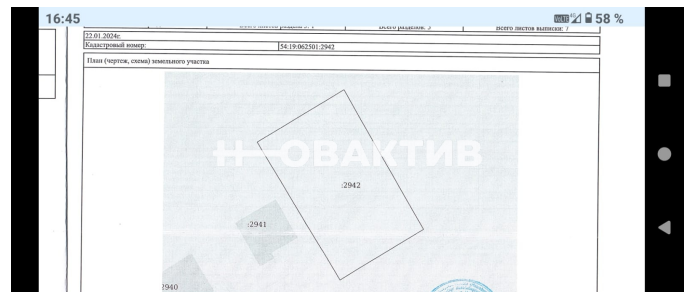 16:45
58 %
Всего разделов: 3
Всего листов выписки: 7
22.01.2024г.
Кадастровый номер:
54:19:062501:2942
План (чертеж, схема) земельного участка
Н-ОВАКТИВ
:2942
:2941
2940